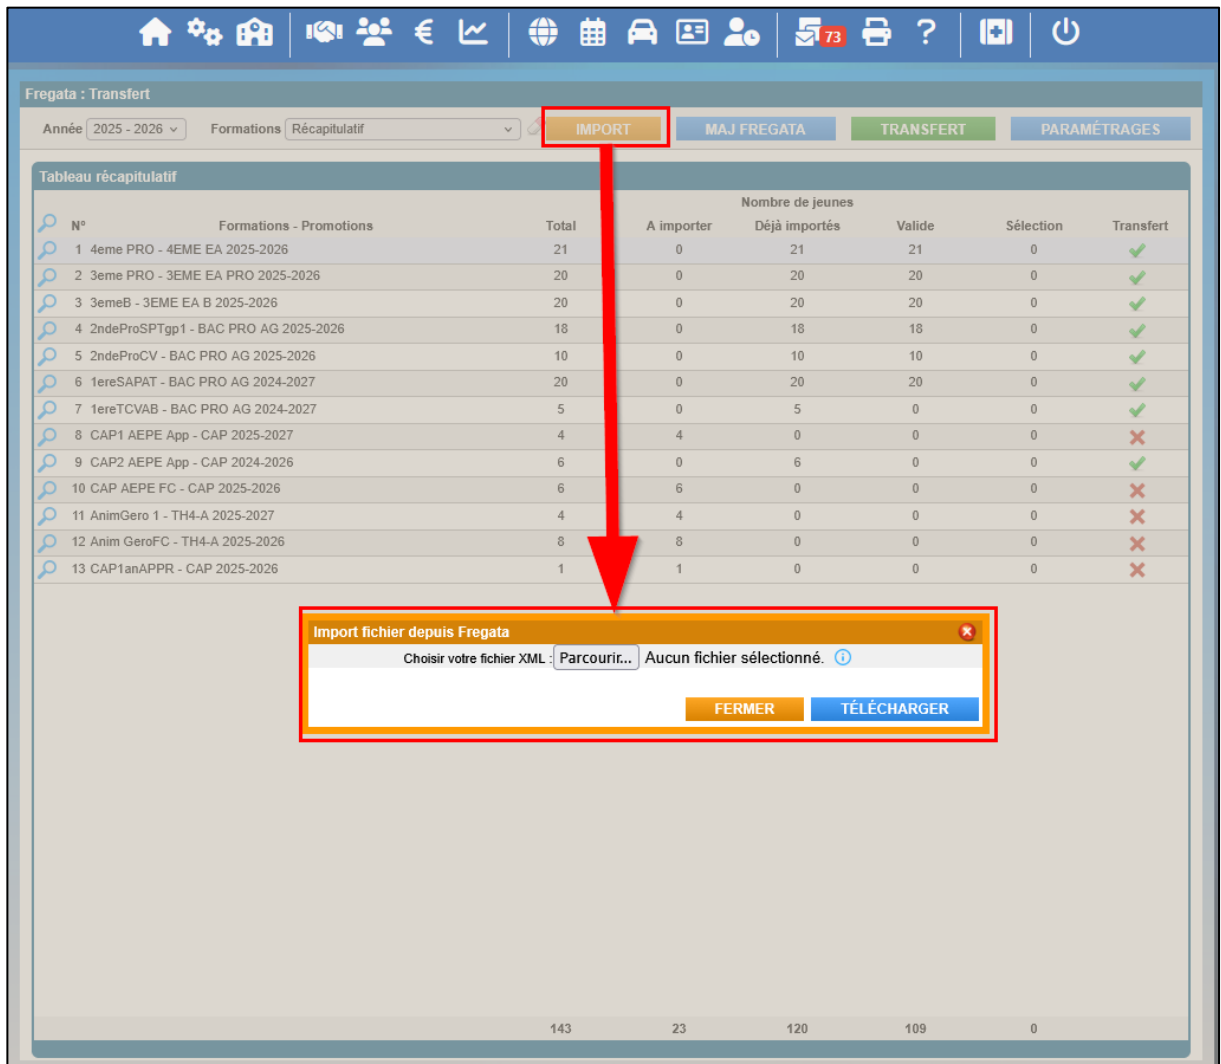 73
Fregata : Transfert
Année 2025 - 2026 Formations Récapitulatif IMPORT MAJ FREGATA TRANSFERT PARAMÉTRAGES
Tableau récapitulatif
Nombre de jeunes
N° Formations - Promotions Total A importer Déjà importés Valide Sélection Transfert
1 4eme PRO - 4EME EA 2025-2026 21 0 21 21 0
2 3eme PRO - 3EME EA PRO 2025-2026 20 0 20 20 0
3 3emeB - 3EME EA B 2025-2026 20 0 20 20 0
4 2ndeProSPTgp1 - BAC PRO AG 2025-2026 18 0 18 18 0
5 2ndeProCV - BAC PRO AG 2025-2026 10 0 10 10 0
6 1ereSAPAT - BAC PRO AG 2024-2027 20 0 20 20 0
7 1ereTCVAB - BAC PRO AG 2024-2027 5 0 5 0 0
8 CAP1 AEPE App - CAP 2025-2027 4 4 0 0 0
9 CAP2 AEPE App - CAP 2024-2026 6 0 6 0 0
10 CAP AEPE FC - CAP 2025-2026 6 6 0 0 0
11 AnimGero 1 - TH4-A 2025-2027 4 4 0 0 0
12 Anim GeroFC - TH4-A 2025-2026 8 8 0 0 0
13 CAP1anAPPR - CAP 2025-2026 1 1 0 0 0
Import fichier depuis Fregata
Choisir votre fichier XML : Parcourir... Aucun fichier sélectionné.
FERMER TÉLÉCHARGER
143 23 120 109 0